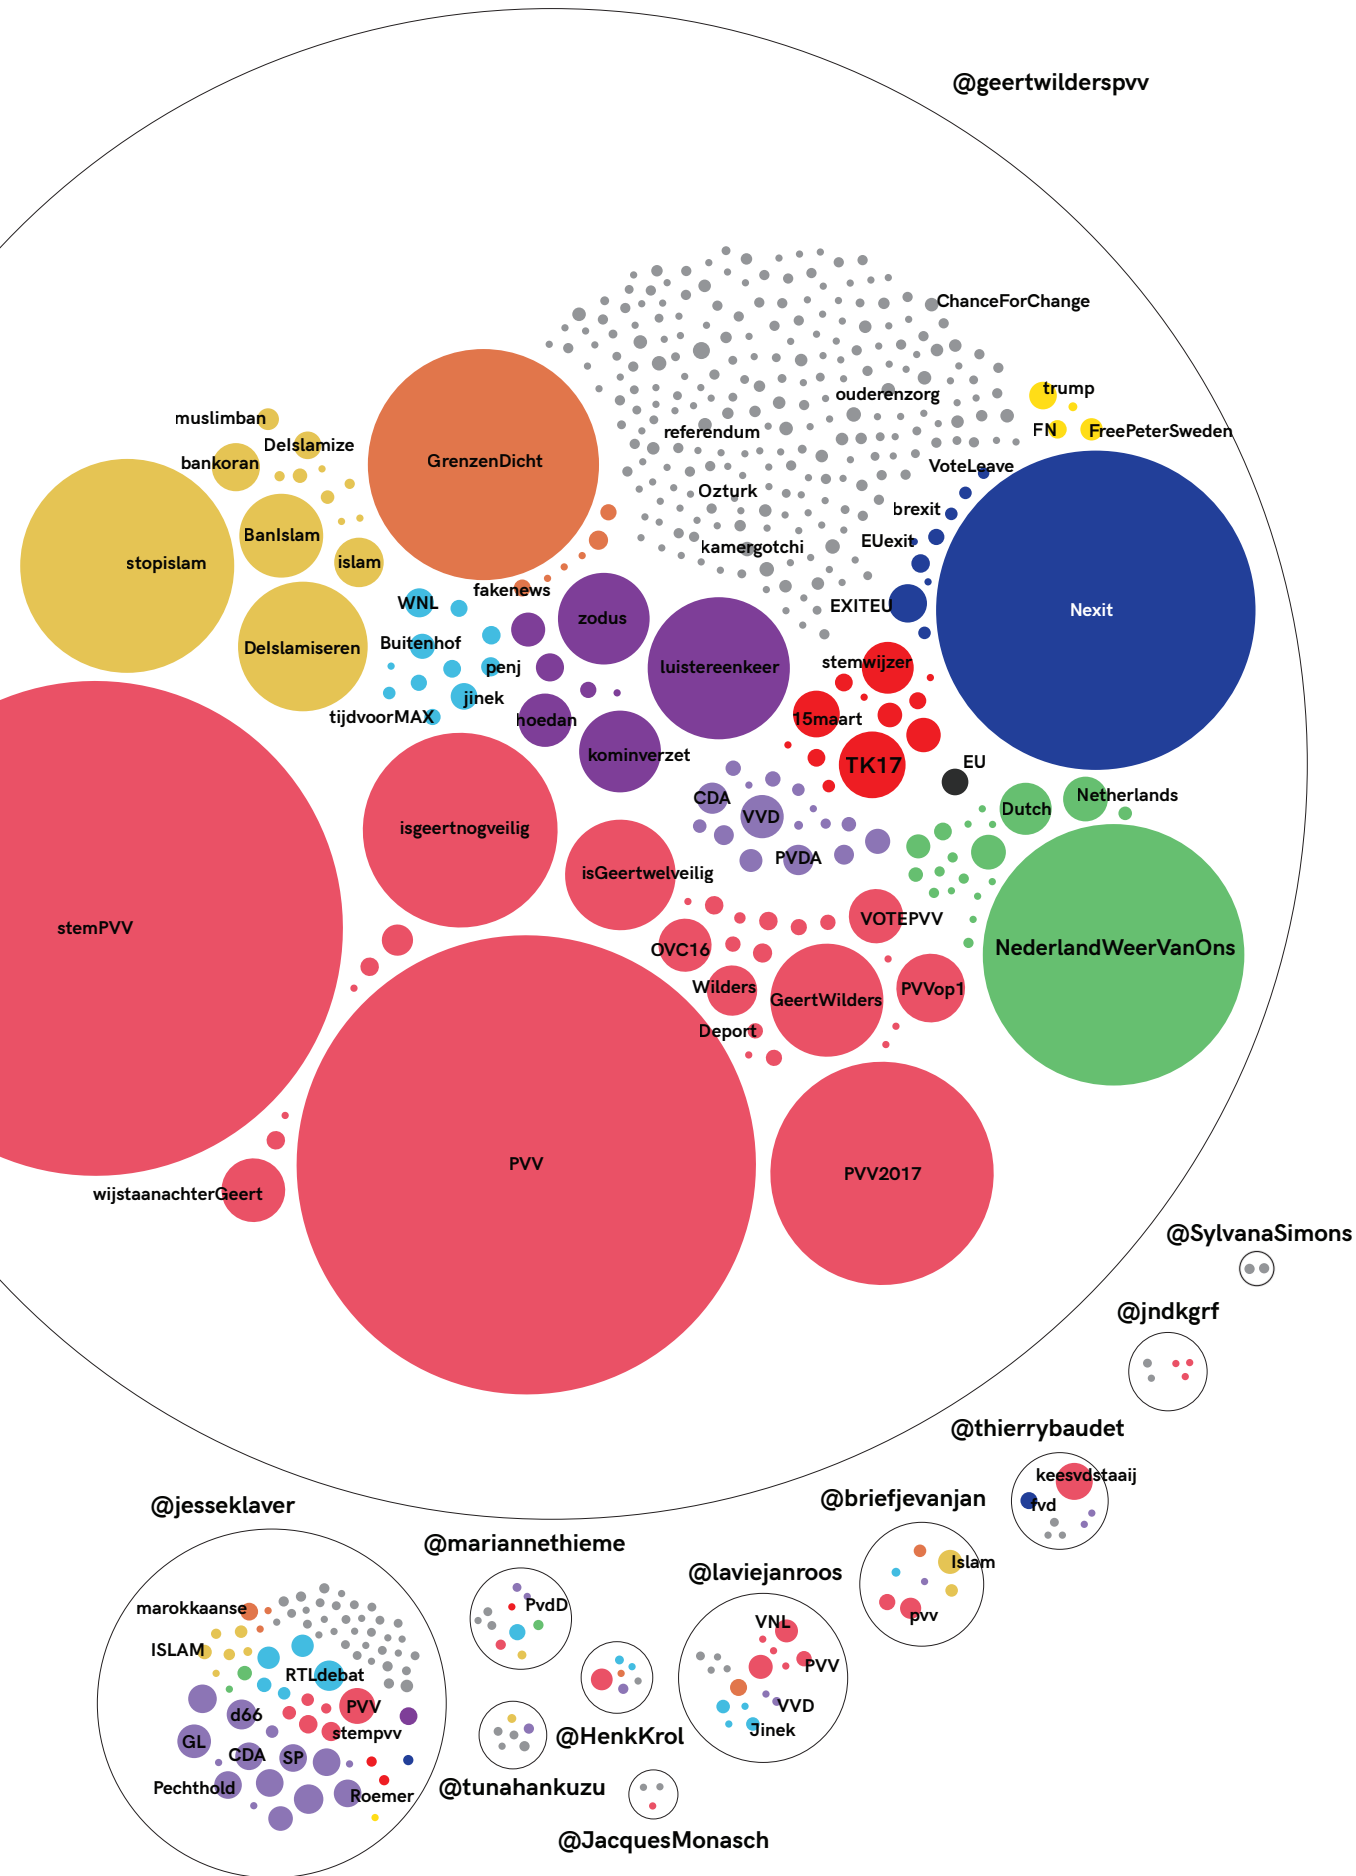 @geertwilderspvv
ChanceForChange
trump
muslimban
ouderenzorg
DeIslamize
referendum
FN
FreePeterSweden
bankoran
GrenzenDicht
VoteLeave
Ozturk
brexit
BanIslam
EUexit
kamergotchi
stopislam
islam
fakenews
WNL
EXITEU
Nexit
zodus
Buitenhof
DeIslamiseren
penj
luistereenkeer
stemwijzer
jinek
tijdvoorMAX
hoedan
15maart
kominverzet
EU
TK17
CDA
Netherlands
Dutch
VVD
isgeertnogveilig
PVDA
isGeertwelveilig
VOTEPVV
stemPVV
OVC16
NederlandWeerVanOns
Wilders
GeertWilders
PVVop1
Deport
PVV
PVV2017
wijstaanachterGeert
@SylvanaSimons
@jndkgrf
@thierrybaudet
keesvdstaaij
fvd
@briefjevanjan
Islam
pvv
@jesseklaver
@mariannethieme
@laviejanroos
marokkaanse
PvdD
VNL
ISLAM
RTLdebat
PVV
PVV
d66
VVD
stempvv
Jinek
@HenkKrol
GL
CDA
SP
Pechthold
Roemer
@tunahankuzu
@JacquesMonasch